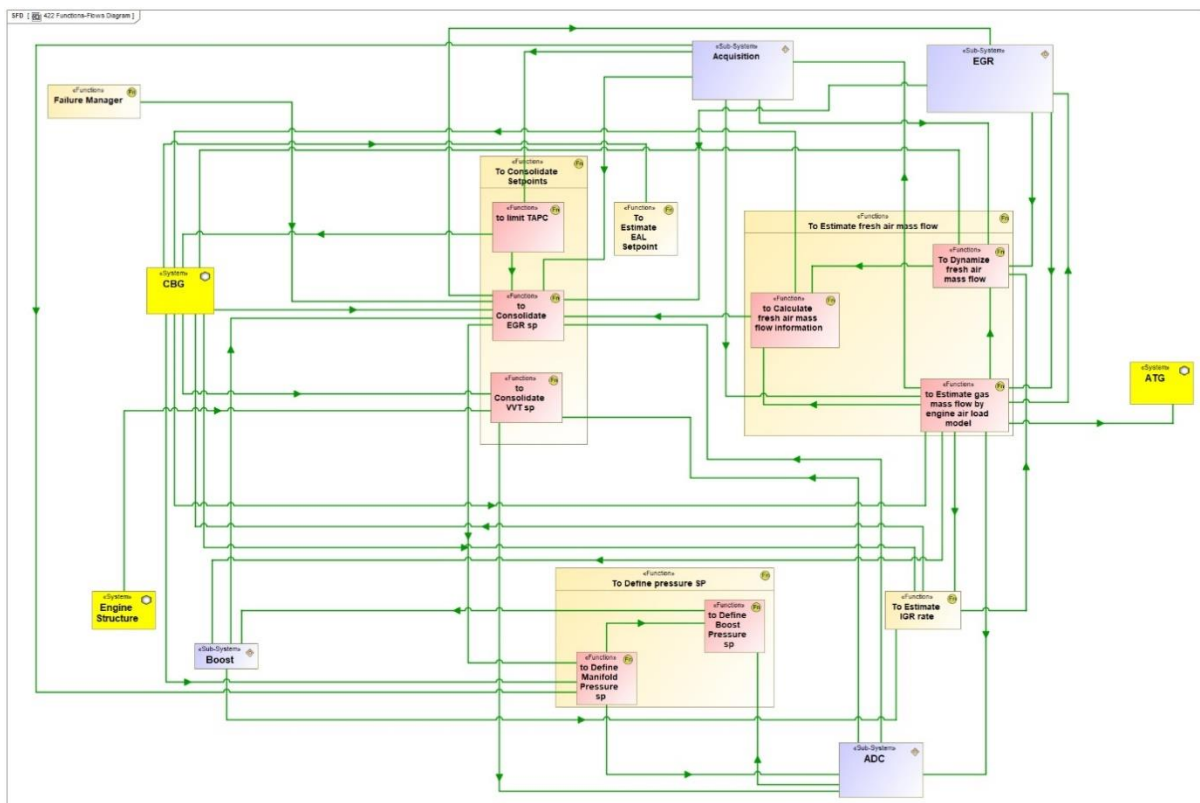 SFD [ 422 Functions-Flows Diagram ]
«Sub-System»
Acquisition
«Sub-System»
EGR
«Function»
Failure Manager
«Function»
To Consolidate
Setpoints
«Function»
to limit TAPC
«Function»
To
Estimate
EAL
Setpoint
«Function»
To Estimate fresh air mass flow
«Function»
To Dynamize
fresh air
mass flow
«System»
CBG
«Function»
to
Consolidate
EGR sp
«Function»
to Calculate
fresh air mass
flow information
«System»
ATG
«Function»
to
Consolidate
VVT sp
«Function»
to Estimate gas
mass flow by
engine air load
model
«Function»
To Define pressure SP
«System»
Engine
Structure
«Function»
to Define
Boost
Pressure
sp
«Function»
To Estimate
IGR rate
«Sub-System»
Boost
«Function»
to Define
Manifold
Pressure
sp
«Sub-System»
ADC